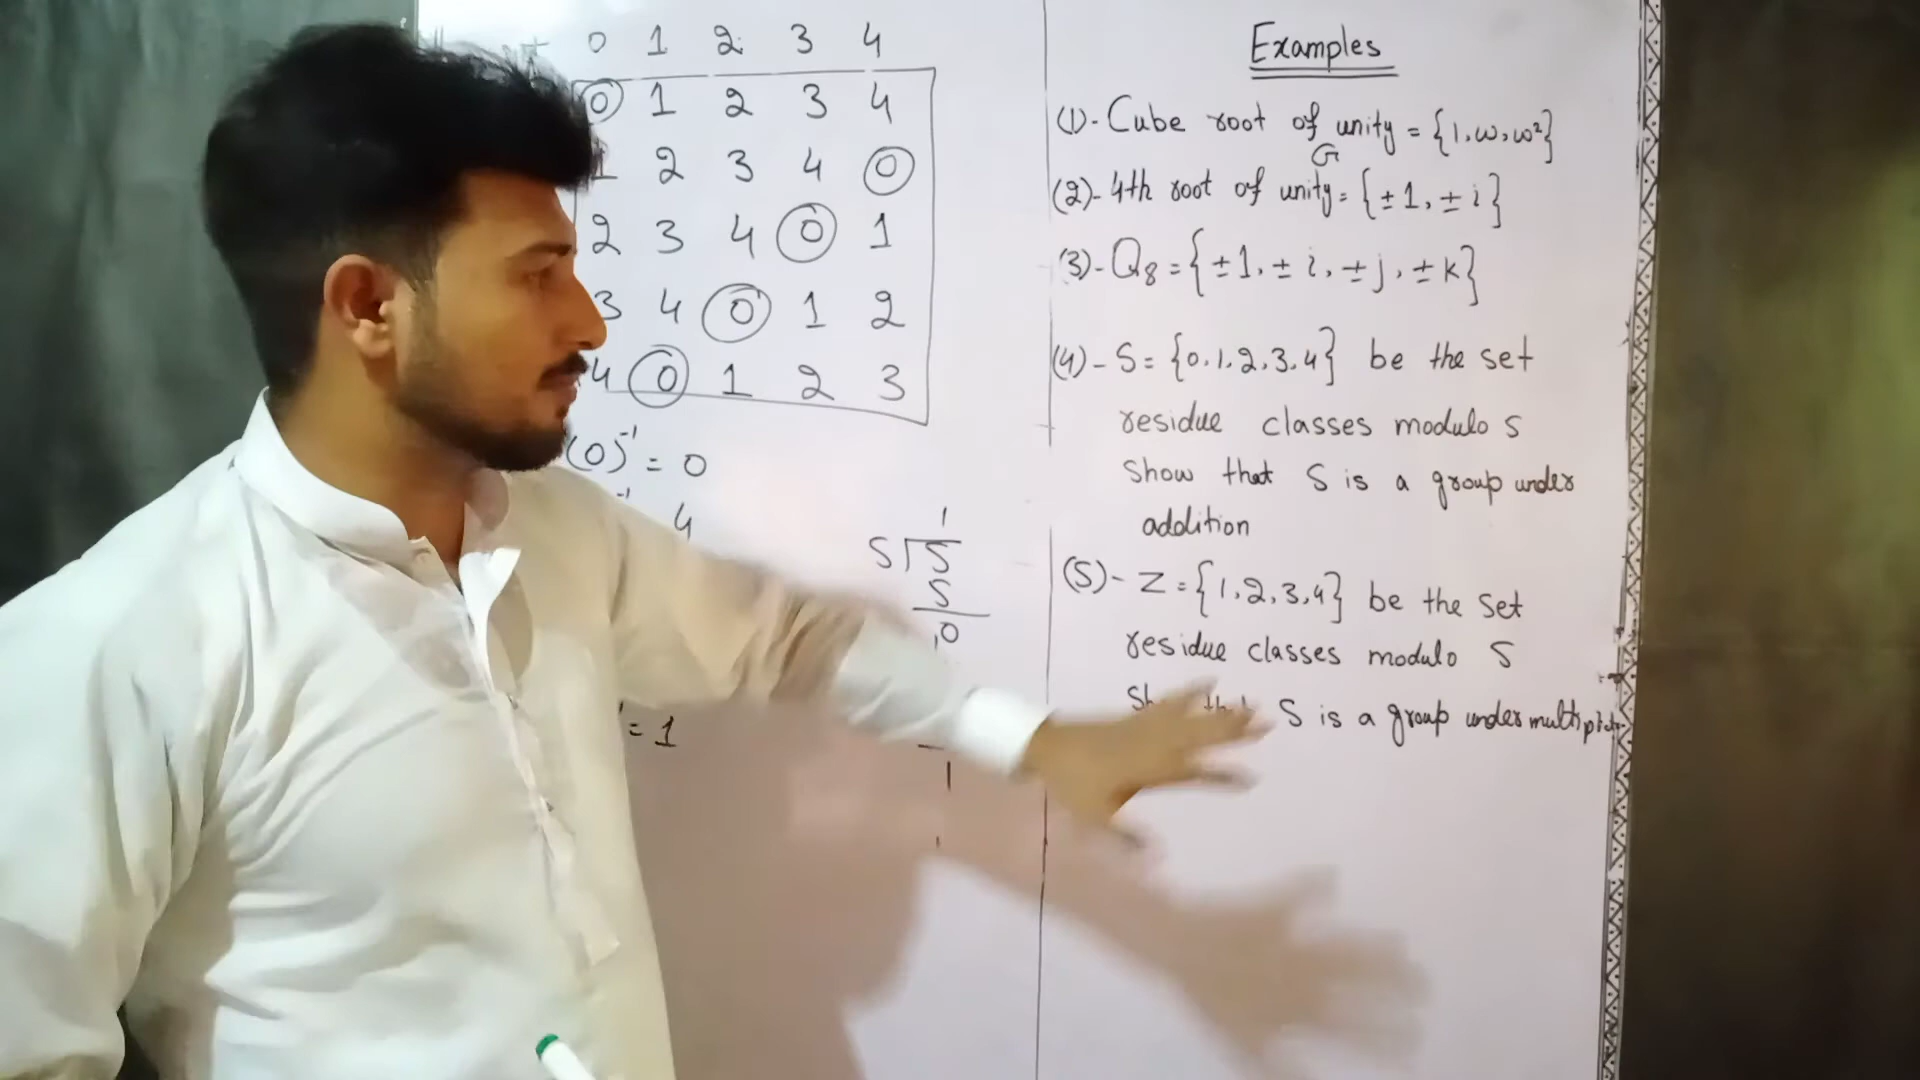 + 0 1 2 3 4
0 1 2 3 4
1 2 3 4 0
2 3 4 0 1
3 4 0 1 2
4 0 1 2 3
(0)⁻¹ = 0
4
= 1
1
5 5
5
0
1
Examples
(1)- Cube root of unity = {1, ω, ω²}
G
(2)- 4th root of unity = {±1, ± i}
(3)- Q8 = {±1, ± i, ±j, ±k}
(4)- S = {0,1,2,3,4} be the set
residue classes modulo 5
Show that S is a group under
addition
(5)- Z = {1,2,3,4} be the set
residue classes modulo 5
S is a group under